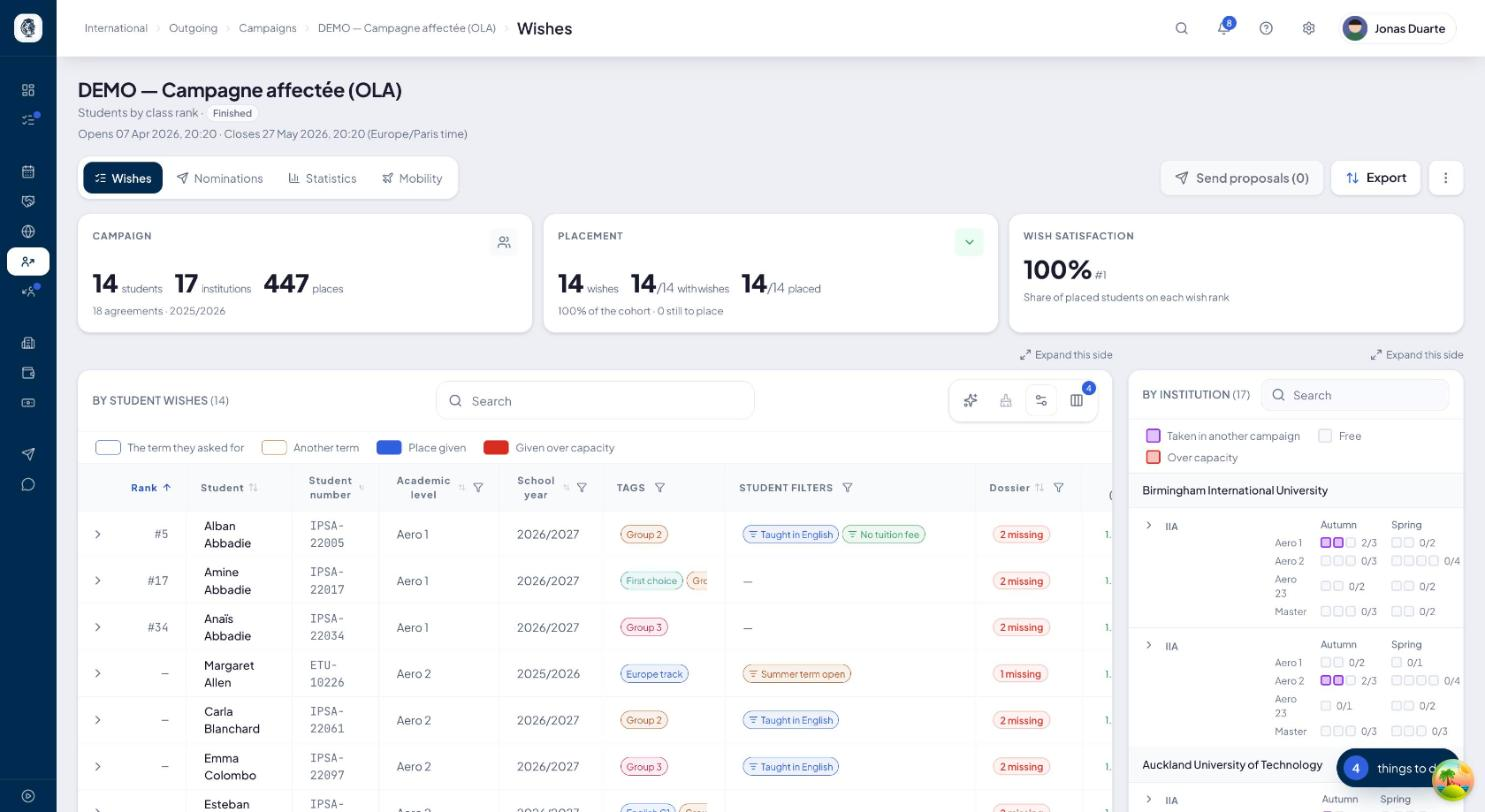 International > Outgoing > Campaigns > DEMO — Campagne affectée (OLA) > Wishes
8
Jonas Duarte
DEMO — Campagne affectée (OLA)
Students by class rank · Finished
Opens 07 Apr 2026, 20:20 · Closes 27 May 2026, 20:20 (Europe/Paris time)
Wishes Nominations Statistics Mobility
Send proposals (0) Export
CAMPAIGN
14 students 17 institutions 447 places
18 agreements · 2025/2026
PLACEMENT
14 wishes 14/14 with wishes 14/14 placed
100% of the cohort · 0 still to place
WISH SATISFACTION
100% #1
Share of placed students on each wish rank
Expand this side
Expand this side
BY STUDENT WISHES (14) Search 4
The term they asked for Another term Place given Given over capacity
Rank Student Student number Academic level School year TAGS STUDENT FILTERS Dossier
#5 Alban Abbadie IPSA-22005 Aero 1 2026/2027 Group 2 Taught in English No tuition fee 2 missing 1.
#17 Amine Abbadie IPSA-22017 Aero 1 2026/2027 First choice Gro — 2 missing 1.
#34 Anaïs Abbadie IPSA-22034 Aero 1 2026/2027 Group 3 — 2 missing 1.
– Margaret Allen ETU-10226 Aero 2 2025/2026 Europe track Summer term open 1 missing 1.
– Carla Blanchard IPSA-22061 Aero 2 2026/2027 Group 2 Taught in English 2 missing 1.
– Emma Colombo IPSA-22097 Aero 2 2026/2027 Group 3 Taught in English 2 missing 1.
Esteban
BY INSTITUTION (17) Search
Taken in another campaign Free
Over capacity
Birmingham International University
IIA Autumn Spring
Aero 1 2/3 0/2
Aero 2 0/3 0/4
Aero 23 0/2 0/2
Master 0/3 0/2
IIA Autumn Spring
Aero 1 0/2 0/1
Aero 2 2/3 0/4
Aero 23 0/1 0/2
Master 0/3 0/3
Auckland University of Technology
4 things to d
IIA Autumn Spring